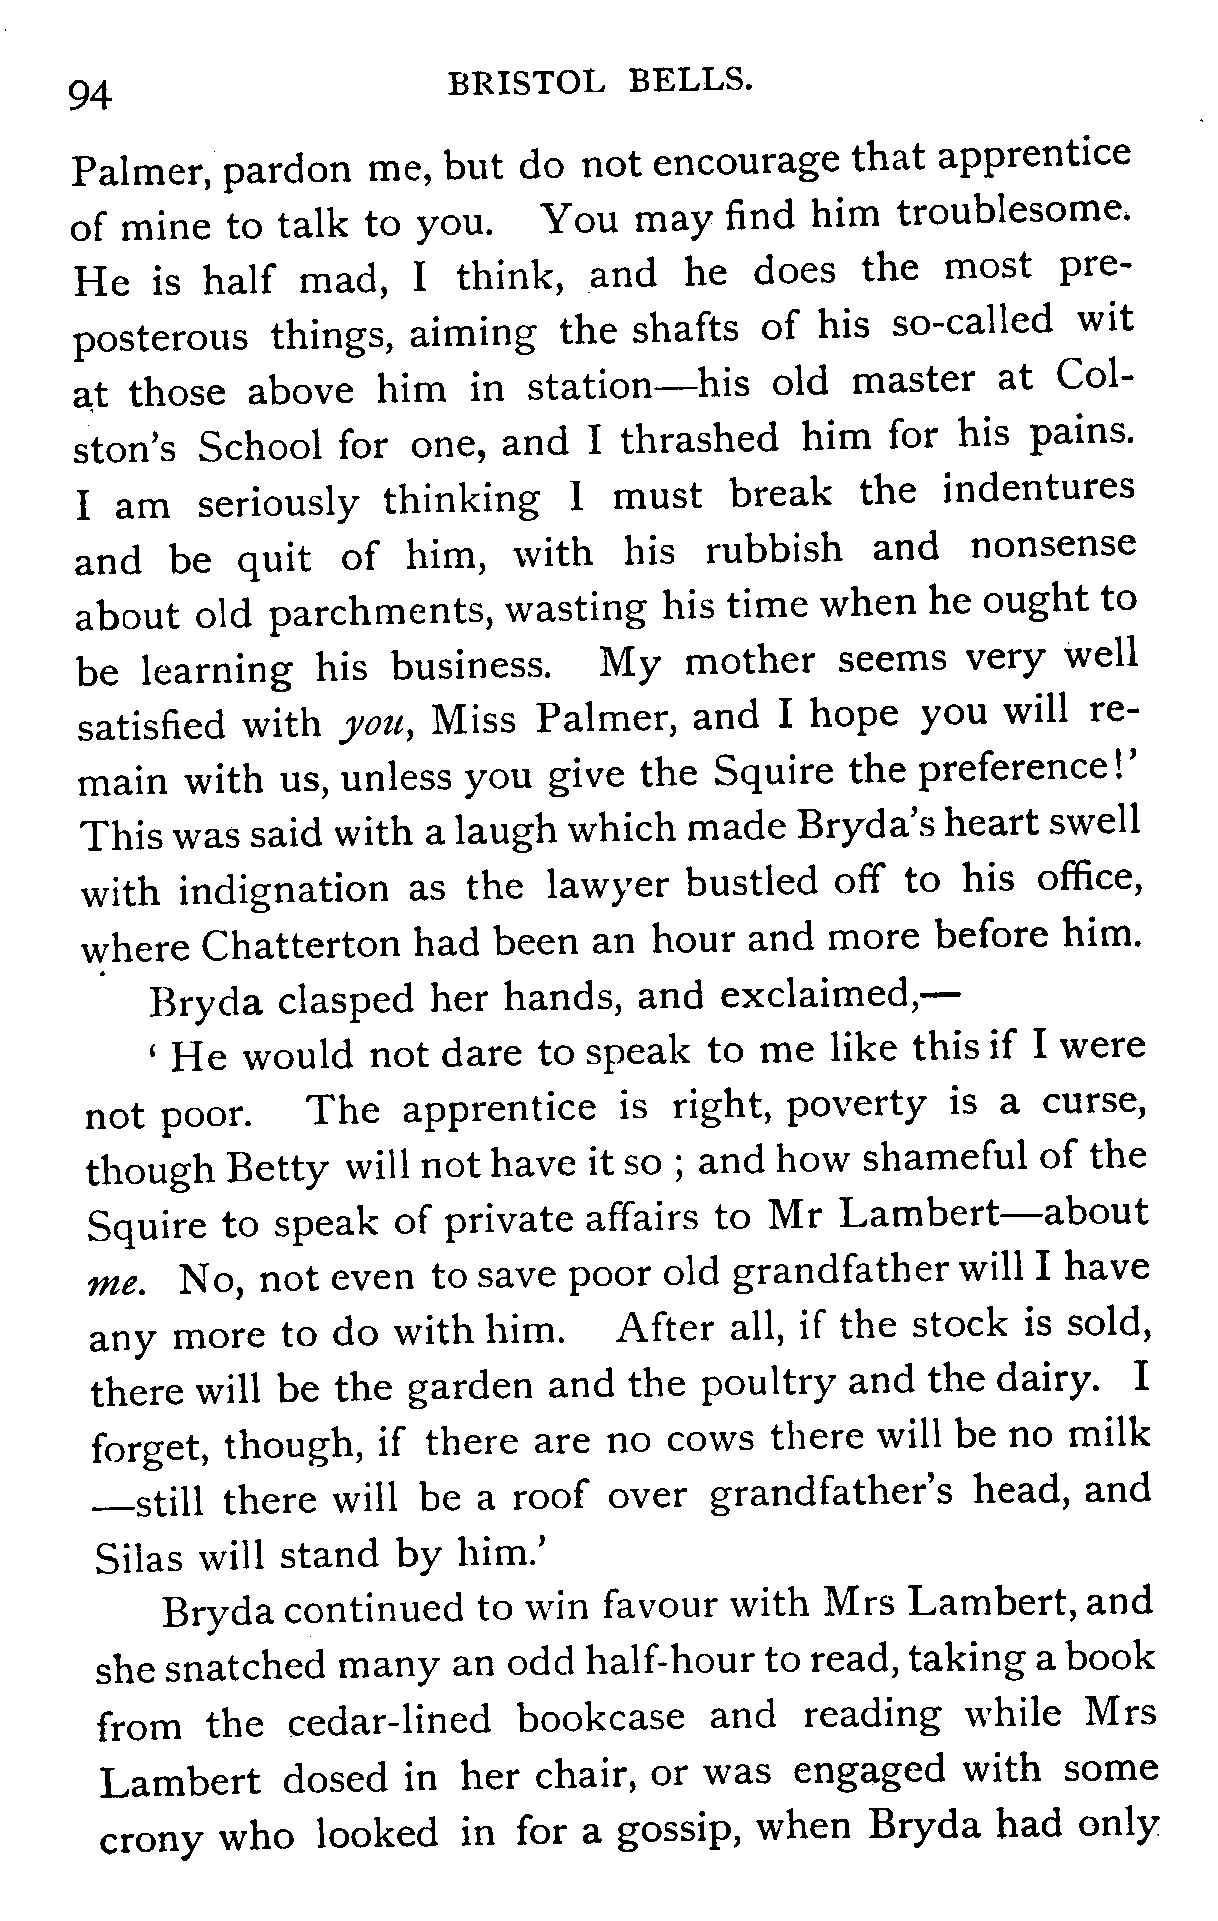 94 BRISTOL BELLS.
Palmer, pardon me, but do not encourage that apprentice
of mine to talk to you. You may find him troublesome.
He is half mad, I think, and he does the most pre-
posterous things, aiming the shafts of his so-called wit
at those above him in station—his old master at Col-
ston's School for one, and I thrashed him for his pains.
I am seriously thinking I must break the indentures
and be quit of him, with his rubbish and nonsense
about old parchments, wasting his time when he ought to
be learning his business. My mother seems very well
satisfied with you, Miss Palmer, and I hope you will re-
main with us, unless you give the Squire the preference!'
This was said with a laugh which made Bryda's heart swell
with indignation as the lawyer bustled off to his office,
where Chatterton had been an hour and more before him.
Bryda clasped her hands, and exclaimed,—
' He would not dare to speak to me like this if I were
not poor. The apprentice is right, poverty is a curse,
though Betty will not have it so ; and how shameful of the
Squire to speak of private affairs to Mr Lambert—about
me. No, not even to save poor old grandfather will I have
any more to do with him. After all, if the stock is sold,
there will be the garden and the poultry and the dairy. I
forget, though, if there are no cows there will be no milk
—still there will be a roof over grandfather's head, and
Silas will stand by him.'
Bryda continued to win favour with Mrs Lambert, and
she snatched many an odd half-hour to read, taking a book
from the cedar-lined bookcase and reading while Mrs
Lambert dosed in her chair, or was engaged with some
crony who looked in for a gossip, when Bryda had only